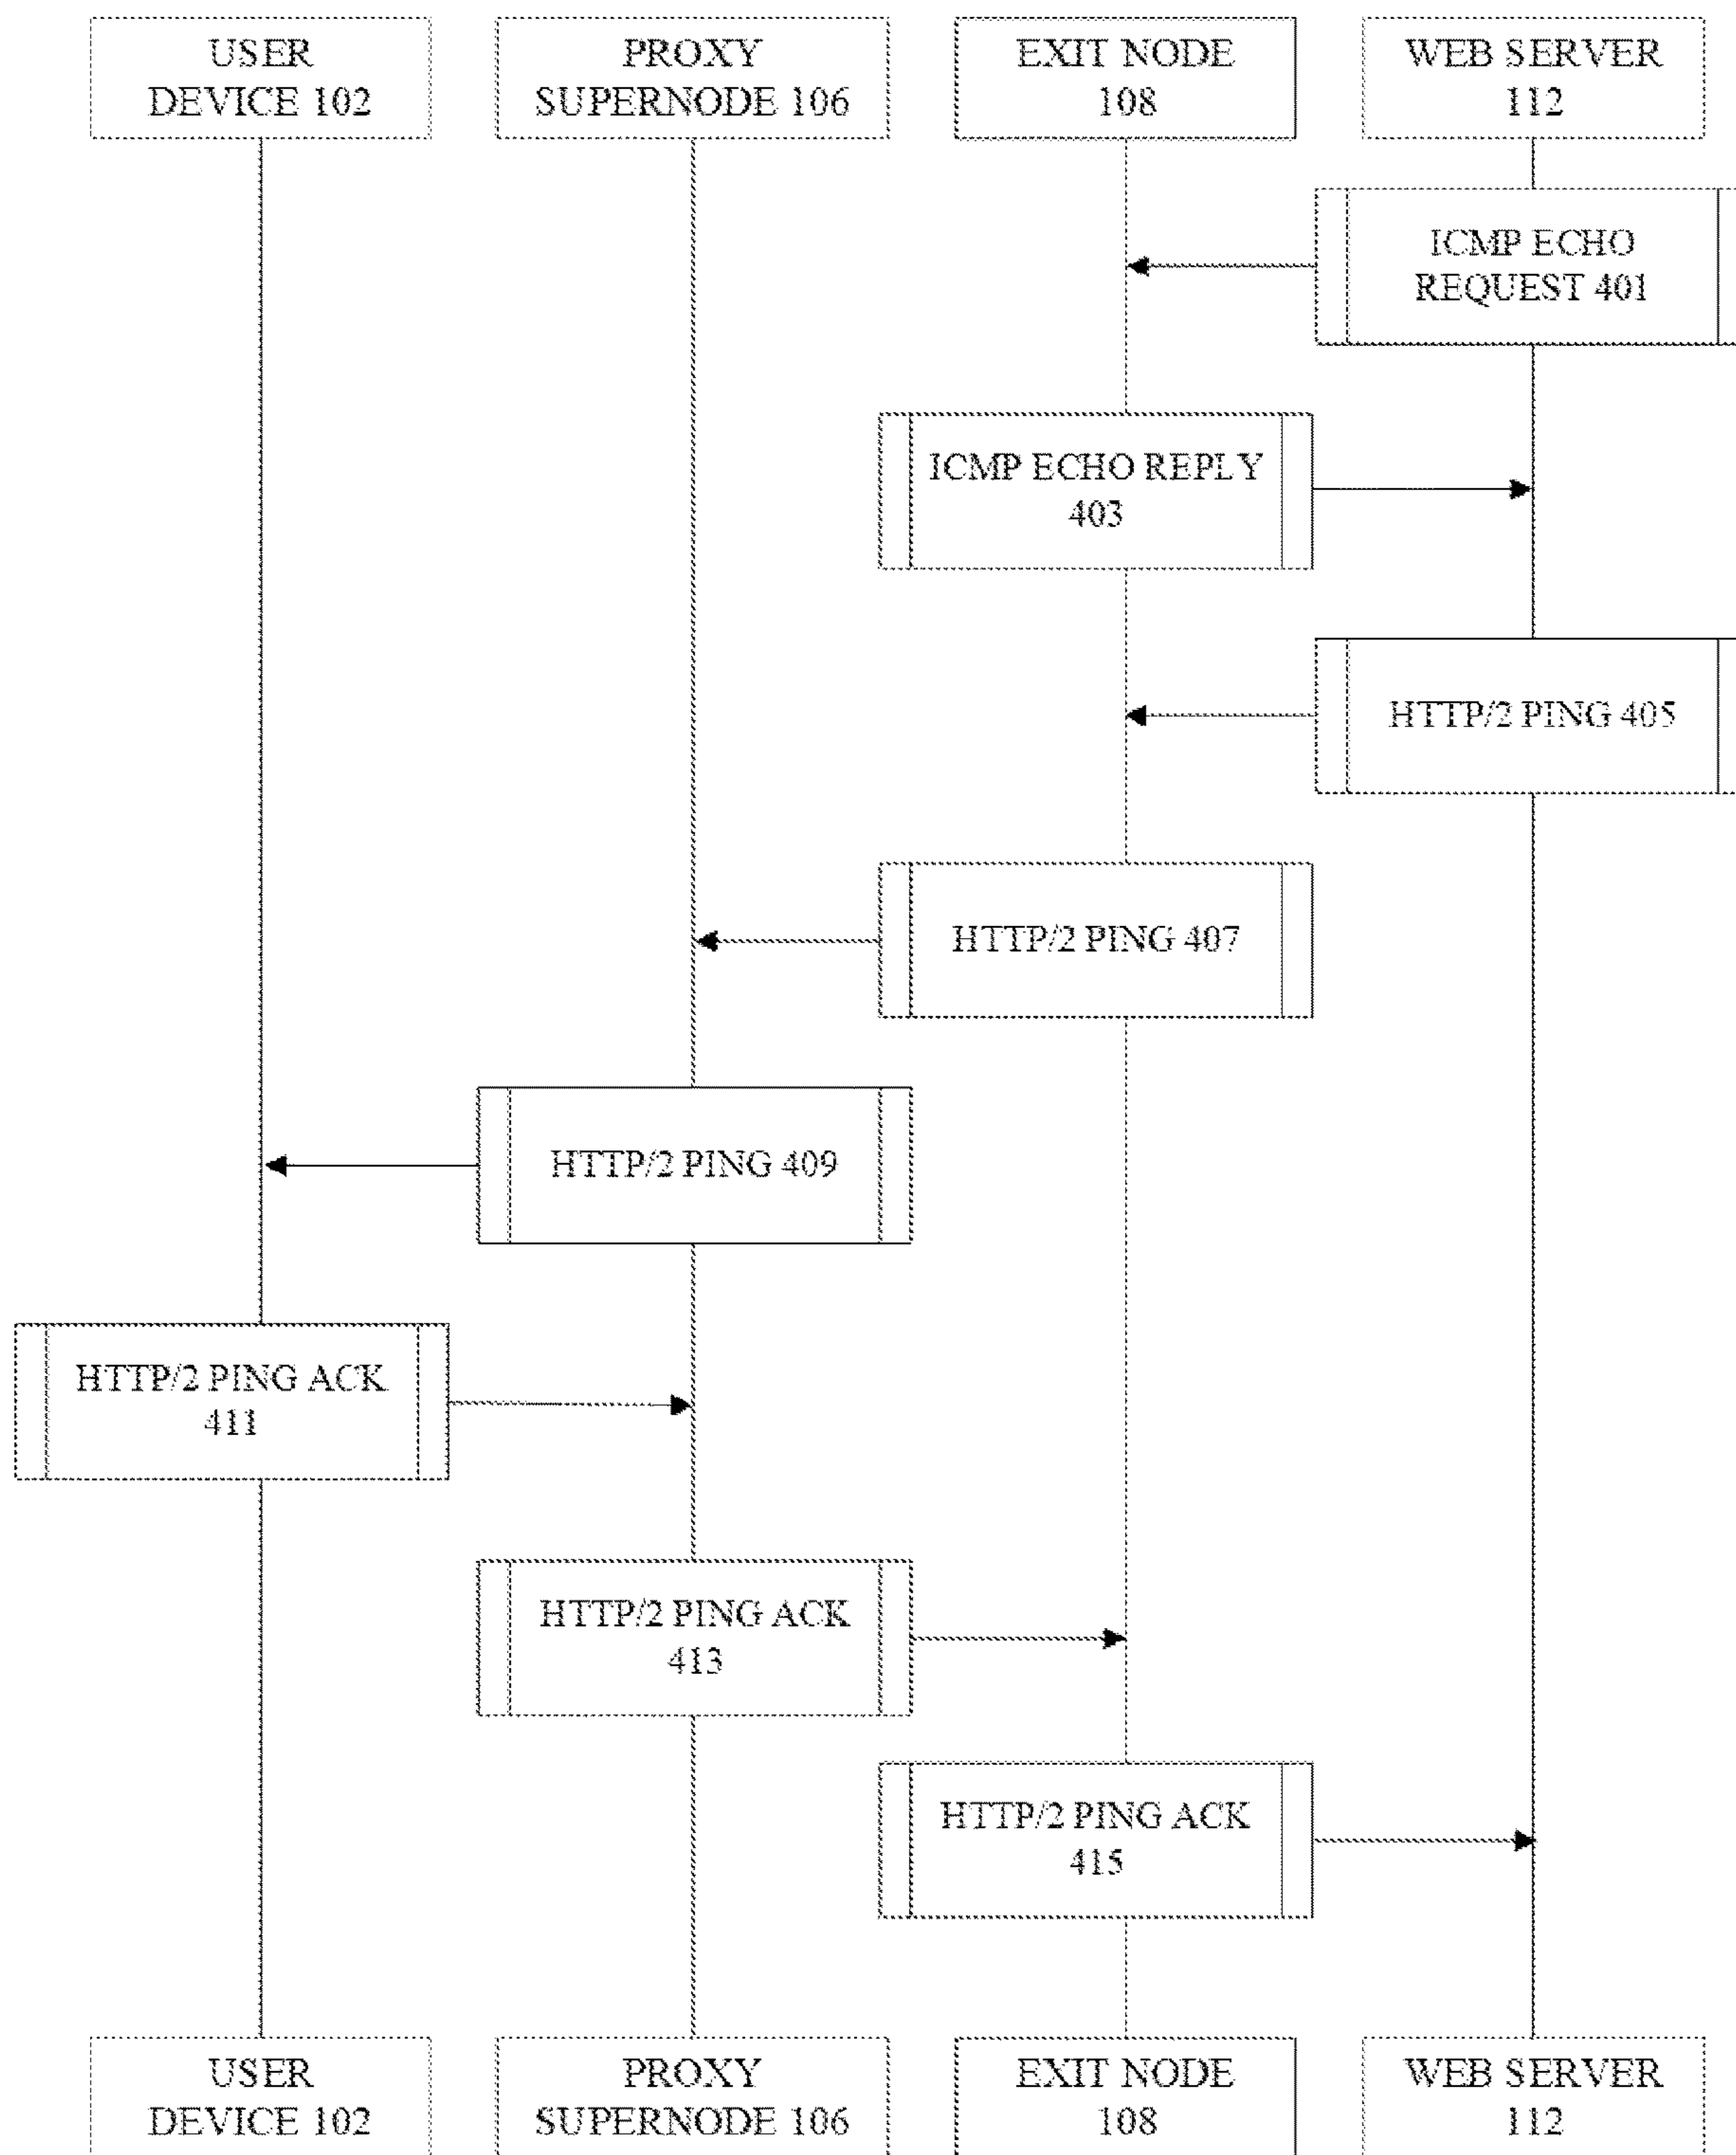 USER
DEVICE 102
PROXY
SUPERNODE 106
EXIT NODE
108
WEB SERVER
112
ICMP ECHO
REQUEST 401
ICMP ECHO REPLY
403
HTTP/2 PING 405
HTTP/2 PING 407
HTTP/2 PING 409
HTTP/2 PING ACK
411
HTTP/2 PING ACK
413
HTTP/2 PING ACK
415
USER
DEVICE 102
PROXY
SUPERNODE 106
EXIT NODE
108
WEB SERVER
112